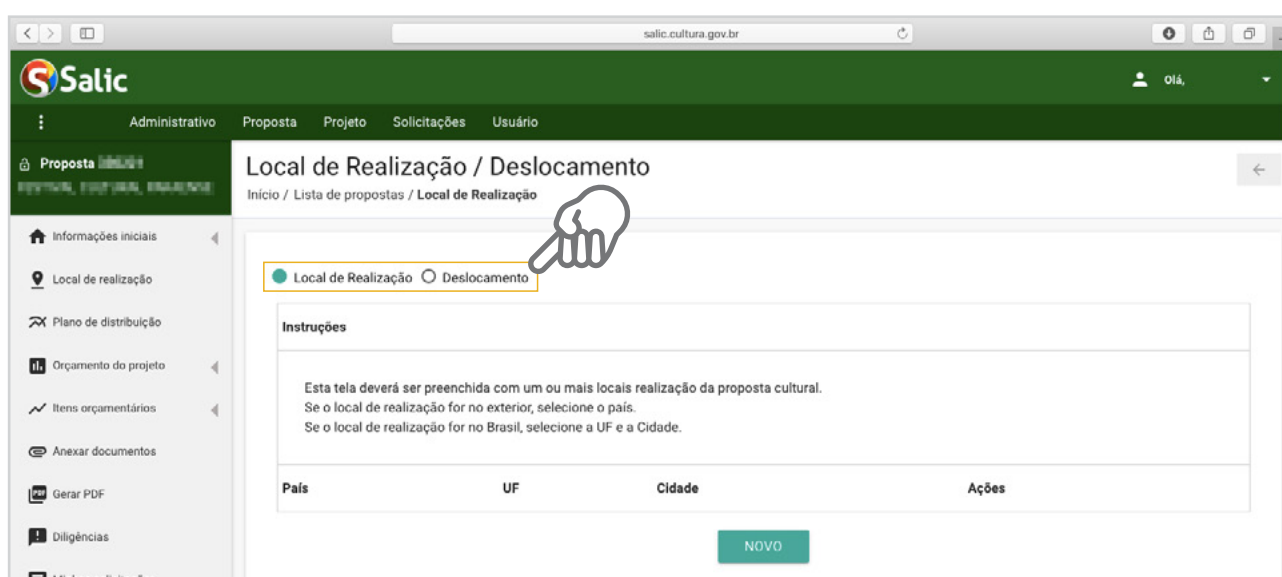 salic.cultura.gov.br
Salic
Olá,
Administrativo Proposta Projeto Solicitações Usuário
Proposta
Local de Realização / Deslocamento
Início / Lista de propostas / Local de Realização
Informações iniciais
Local de realização
Plano de distribuição
Orçamento do projeto
Itens orçamentários
Anexar documentos
PDF Gerar PDF
Diligências
Local de Realização Deslocamento
Instruções
Esta tela deverá ser preenchida com um ou mais locais realização da proposta cultural.
Se o local de realização for no exterior, selecione o país.
Se o local de realização for no Brasil, selecione a UF e a Cidade.
País UF Cidade Ações
NOVO